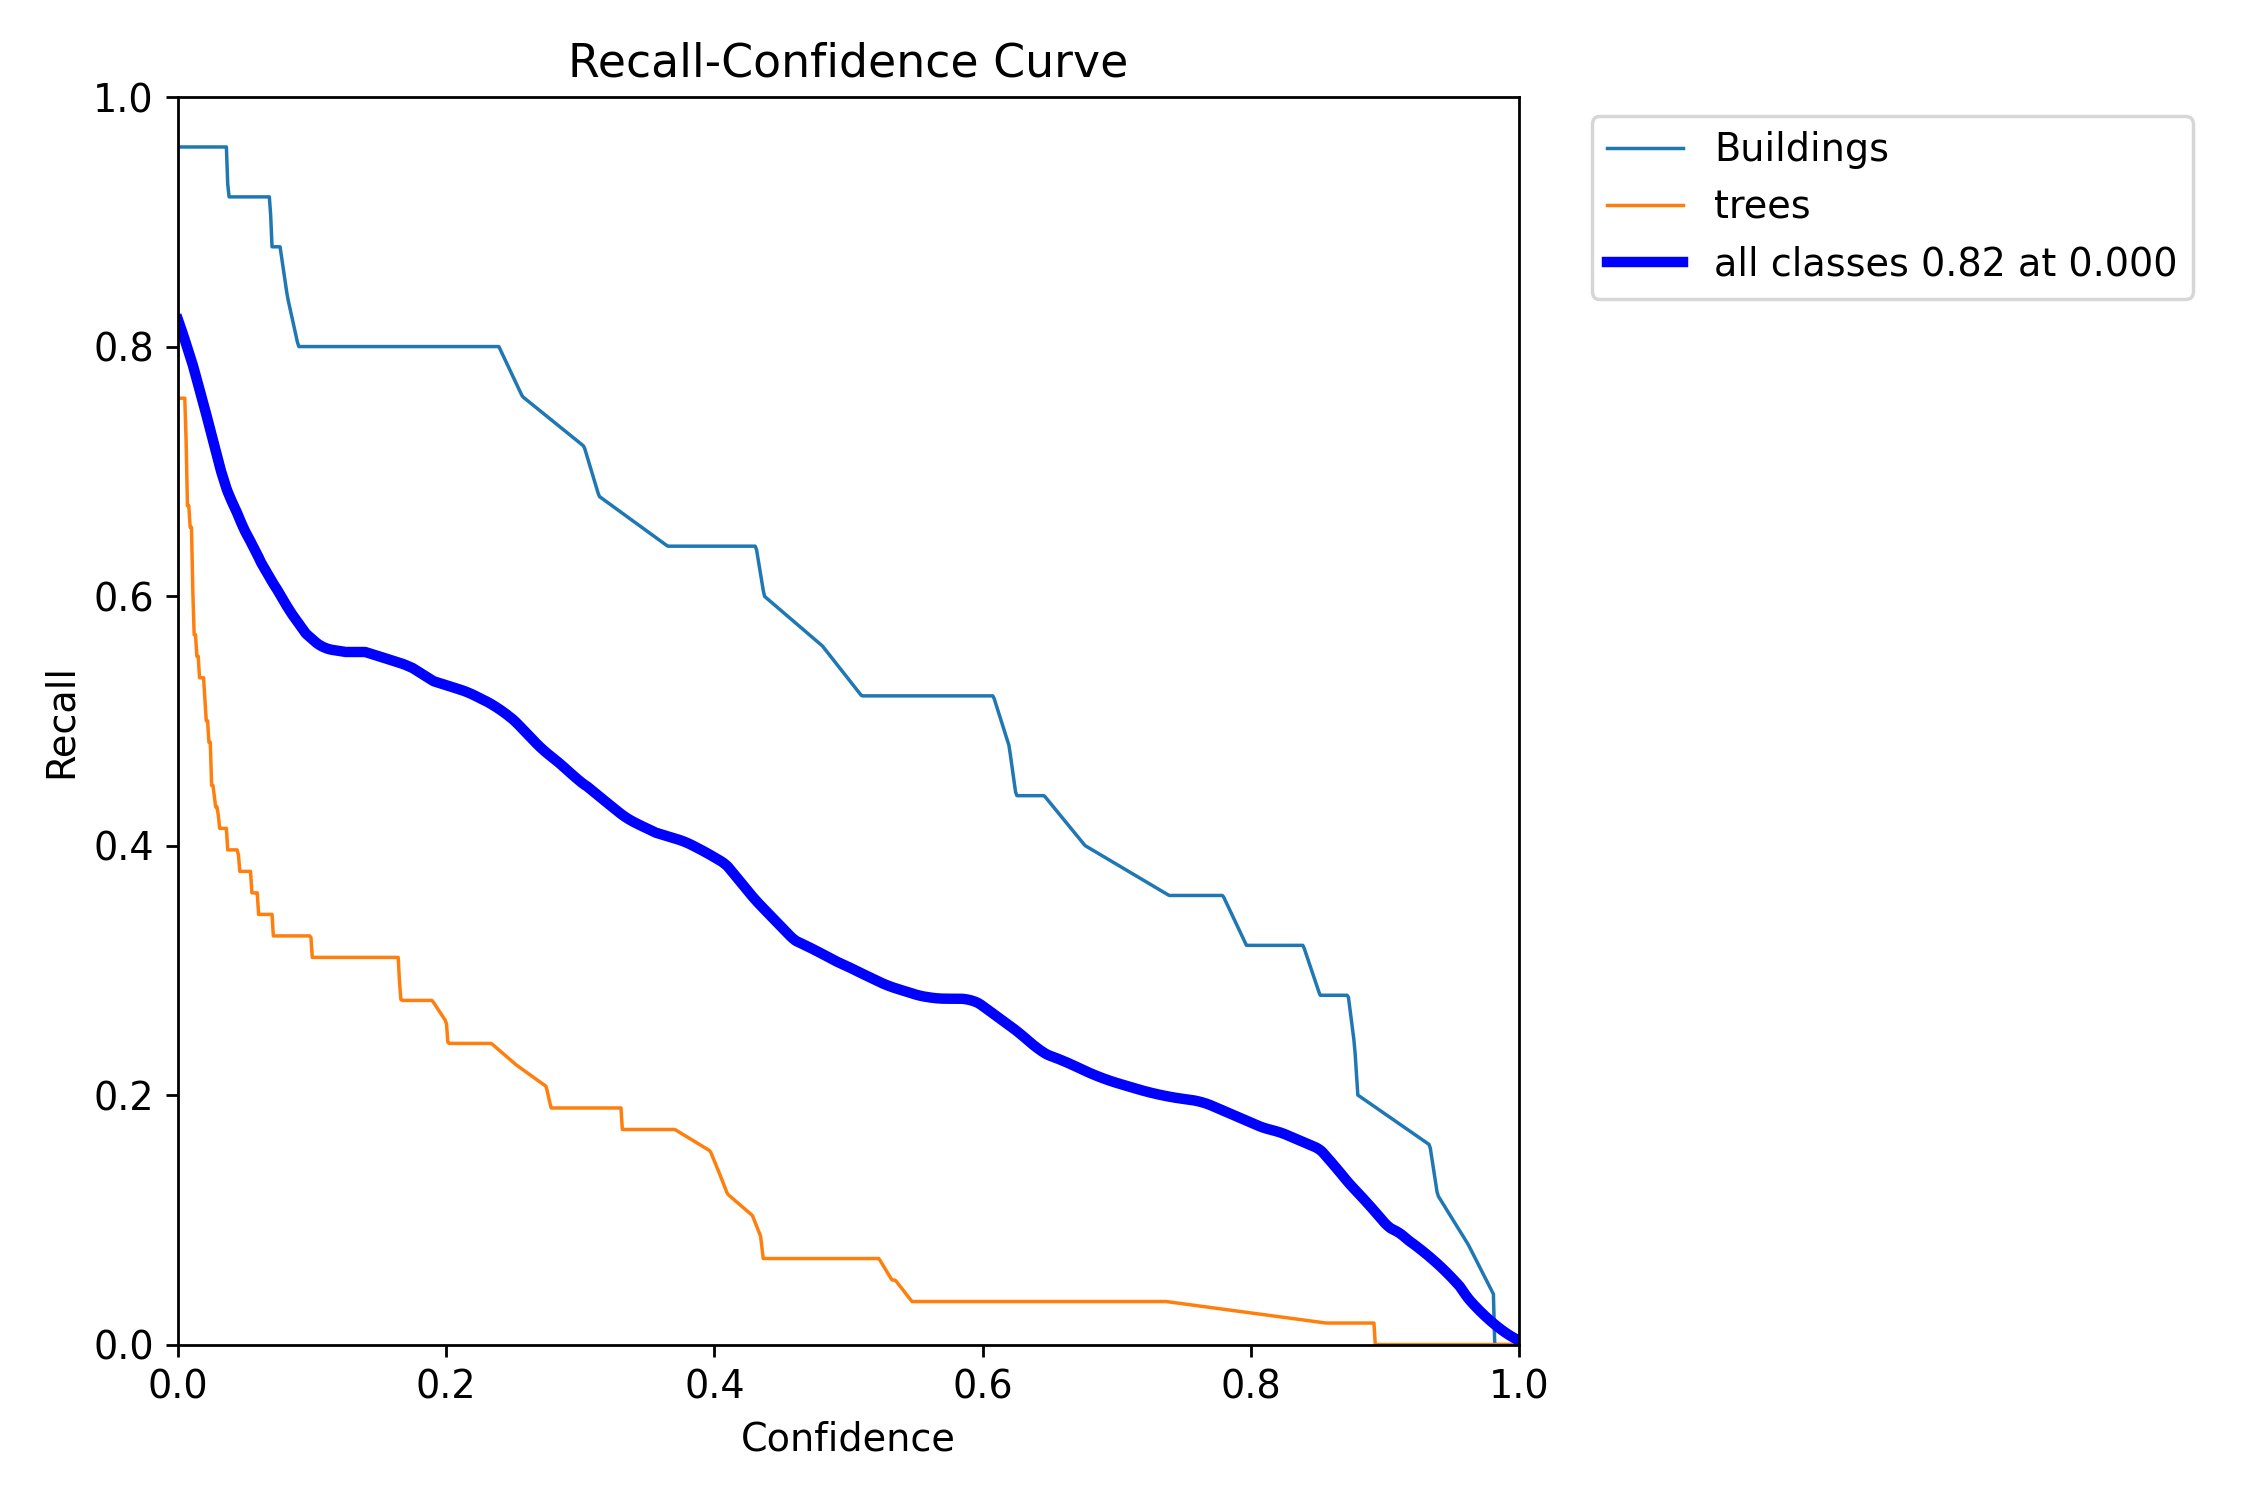 Recall-Confidence Curve
1.0
0.8
0.6
0.4
0.2
0.0
Recall
0.0 0.2 0.4 0.6 0.8 1.0
Confidence
Buildings
trees
all classes 0.82 at 0.000